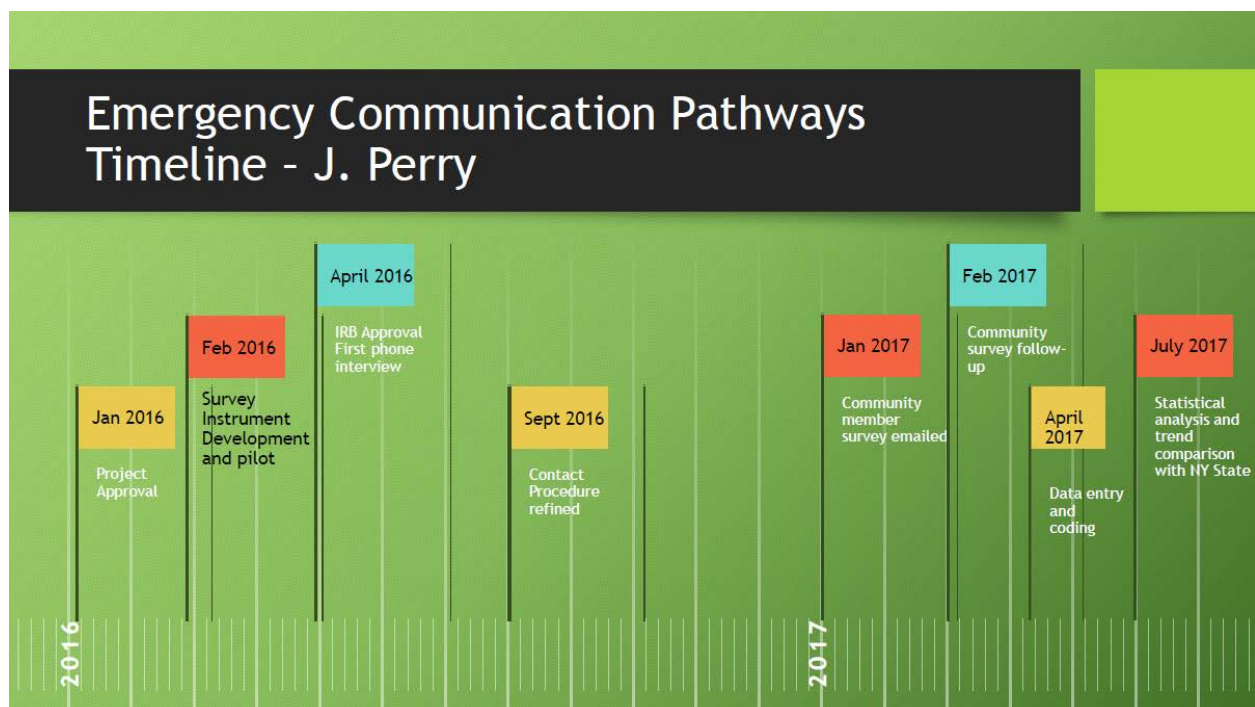 Emergency Communication Pathways
Timeline – J. Perry
Jan 2016
Project
Approval
Feb 2016
Survey
Instrument
Development
and pilot
April 2016
IRB Approval
First phone
interview
Sept 2016
Contact
Procedure
refined
Jan 2017
Community
member
survey emailed
Feb 2017
Community
survey follow-
up
April
2017
Data entry
and
coding
July 2017
Statistical
analysis and
trend
comparison
with NY State
2016
2017